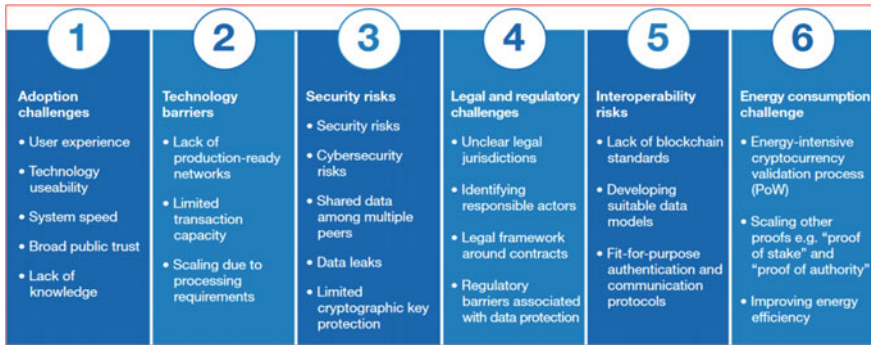 1
Adoption
challenges
• User experience
• Technology
useability
• System speed
• Broad public trust
• Lack of
knowledge
2
Technology
barriers
• Lack of
production-ready
networks
• Limited
transaction
capacity
• Scaling due to
processing
requirements
3
Security risks
• Security risks
• Cybersecurity
risks
• Shared data
among multiple
peers
• Data leaks
• Limited
cryptographic key
protection
4
Legal and regulatory
challenges
• Unclear legal
jurisdictions
• Identifying
responsible actors
• Legal framework
around contracts
• Regulatory
barriers associated
with data protection
5
Interoperability
risks
• Lack of blockchain
standards
• Developing
suitable data
models
• Fit-for-purpose
authentication and
communication
protocols
6
Energy consumption
challenge
• Energy-intensive
cryptocurrency
validation process
(PoW)
• Scaling other
proofs e.g. “proof
of stake” and
“proof of authority”
• Improving energy
efficiency